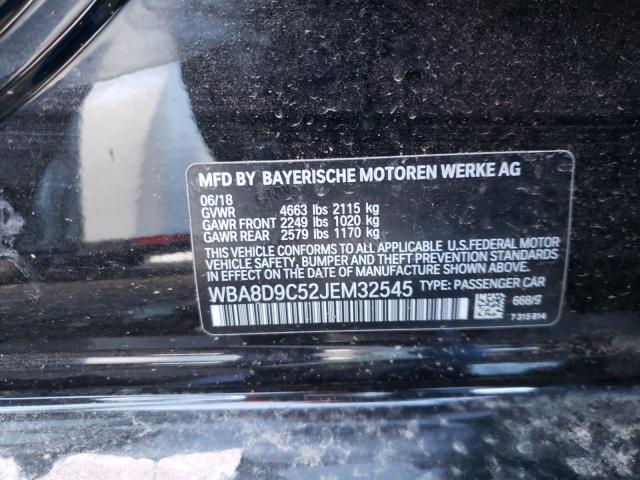 MFD BY BAYERISCHE MOTOREN WERKE AG
06/18
GVWR 4663 lbs 2115 kg
GAWR FRONT 2249 lbs 1020 kg
GAWR REAR 2579 lbs 1170 kg
THIS VEHICLE CONFORMS TO ALL APPLICABLE U.S.FEDERAL MOTOR
VEHICLE SAFETY, BUMPER, AND THEFT PREVENTION STANDARDS
IN EFFECT ON THE DATE OF MANUFACTURE SHOWN ABOVE.
WBA8D9C52JEM32545 TYPE: PASSENGER CAR
668/9
7 315 814